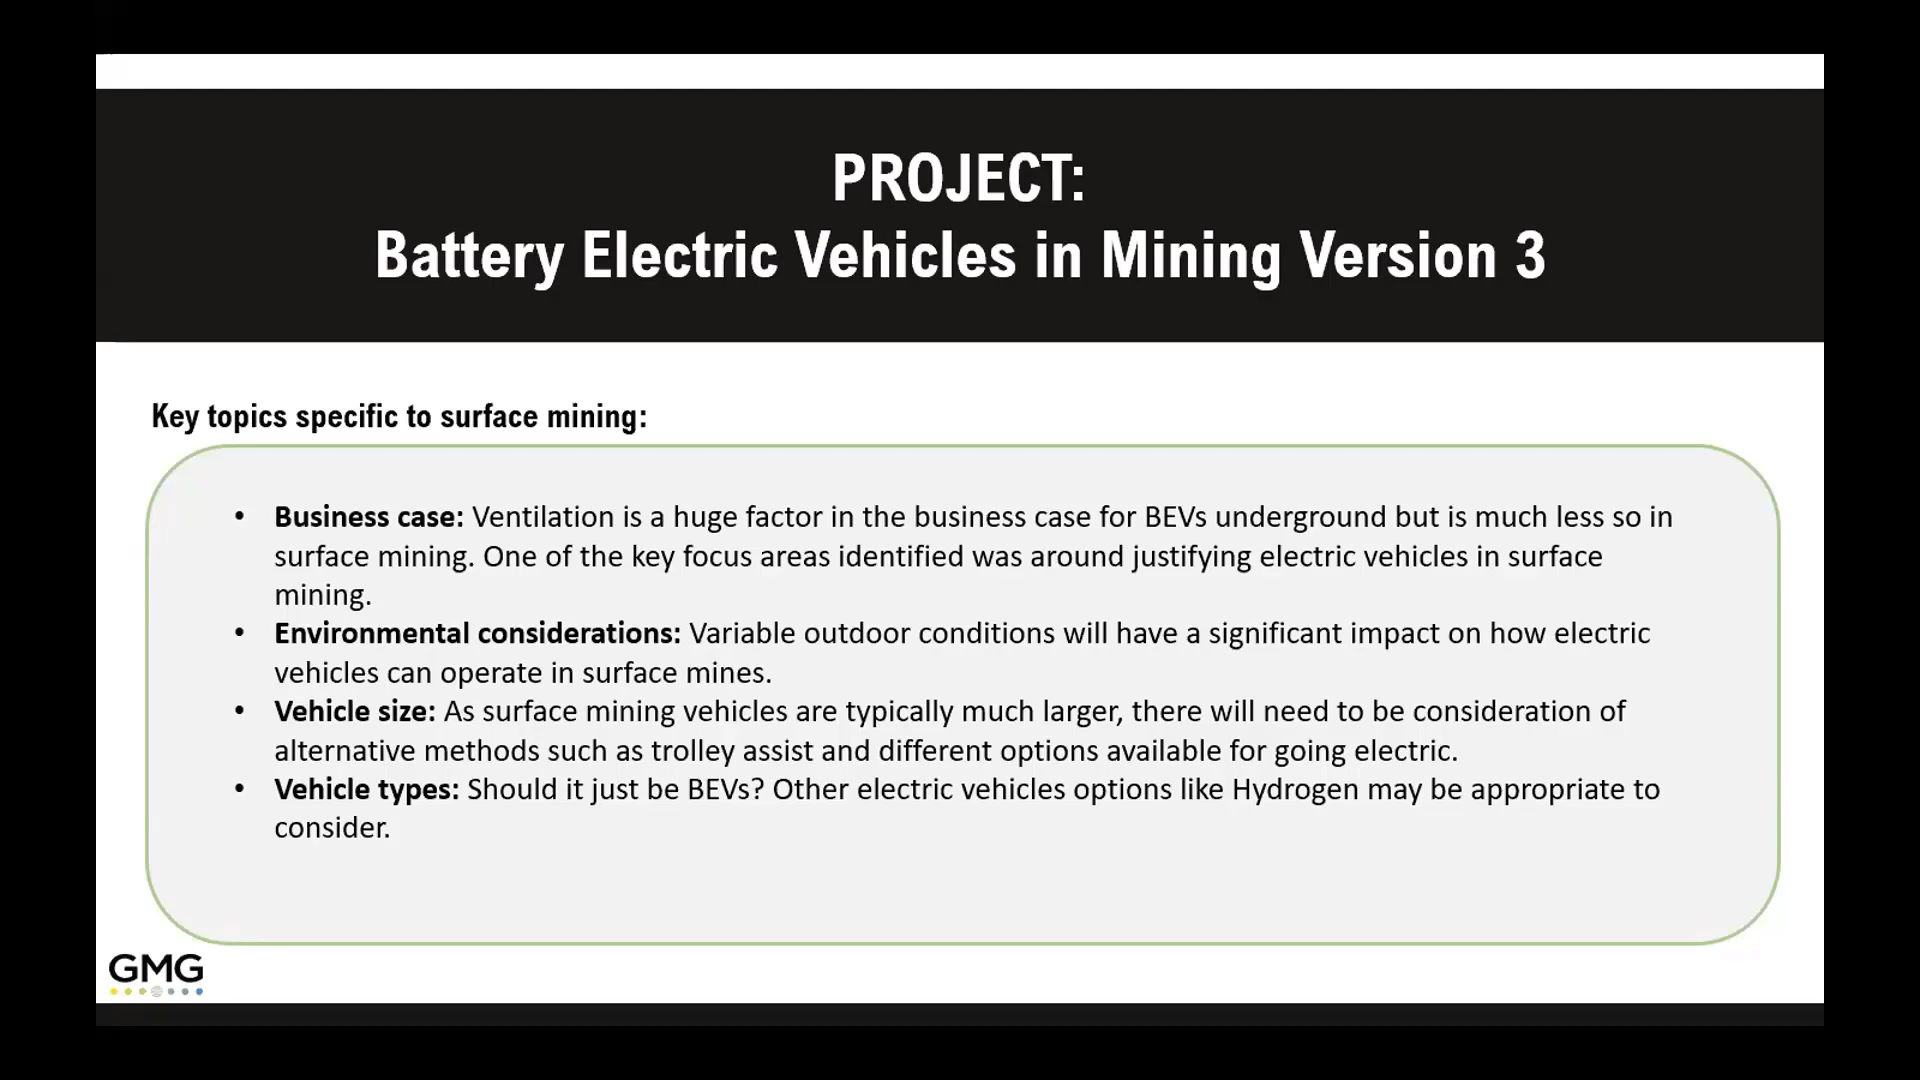 PROJECT:
Battery Electric Vehicles in Mining Version 3
Key topics specific to surface mining:
• Business case: Ventilation is a huge factor in the business case for BEVs underground but is much less so in
surface mining. One of the key focus areas identified was around justifying electric vehicles in surface
mining.
• Environmental considerations: Variable outdoor conditions will have a significant impact on how electric
vehicles can operate in surface mines.
• Vehicle size: As surface mining vehicles are typically much larger, there will need to be consideration of
alternative methods such as trolley assist and different options available for going electric.
• Vehicle types: Should it just be BEVs? Other electric vehicles options like Hydrogen may be appropriate to
consider.
GMG